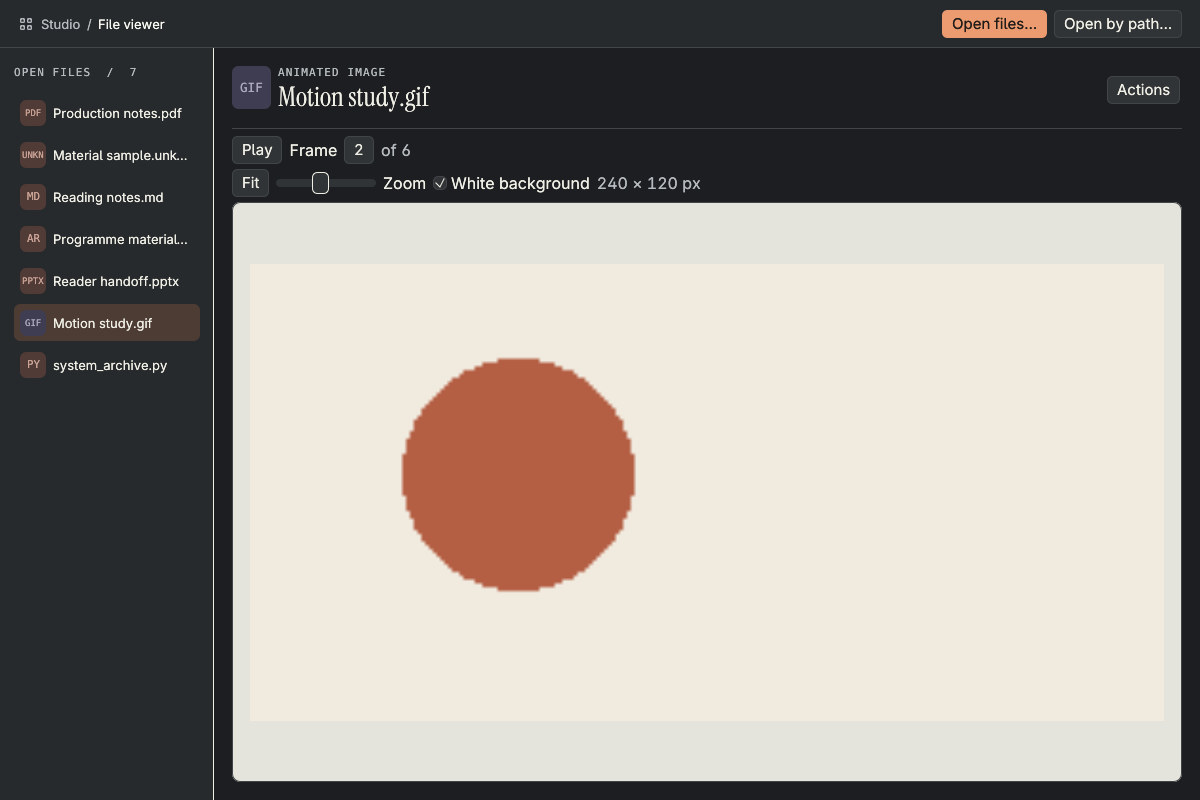 Studio / File viewer
Open files...
Open by path...
OPEN FILES / 7
PDF Production notes.pdf
UNKN Material sample.unk...
MD Reading notes.md
AR Programme material...
PPTX Reader handoff.pptx
GIF Motion study.gif
PY system_archive.py
GIF
ANIMATED IMAGE
Motion study.gif
Actions
Play Frame 2 of 6
Fit Zoom White background 240 × 120 px